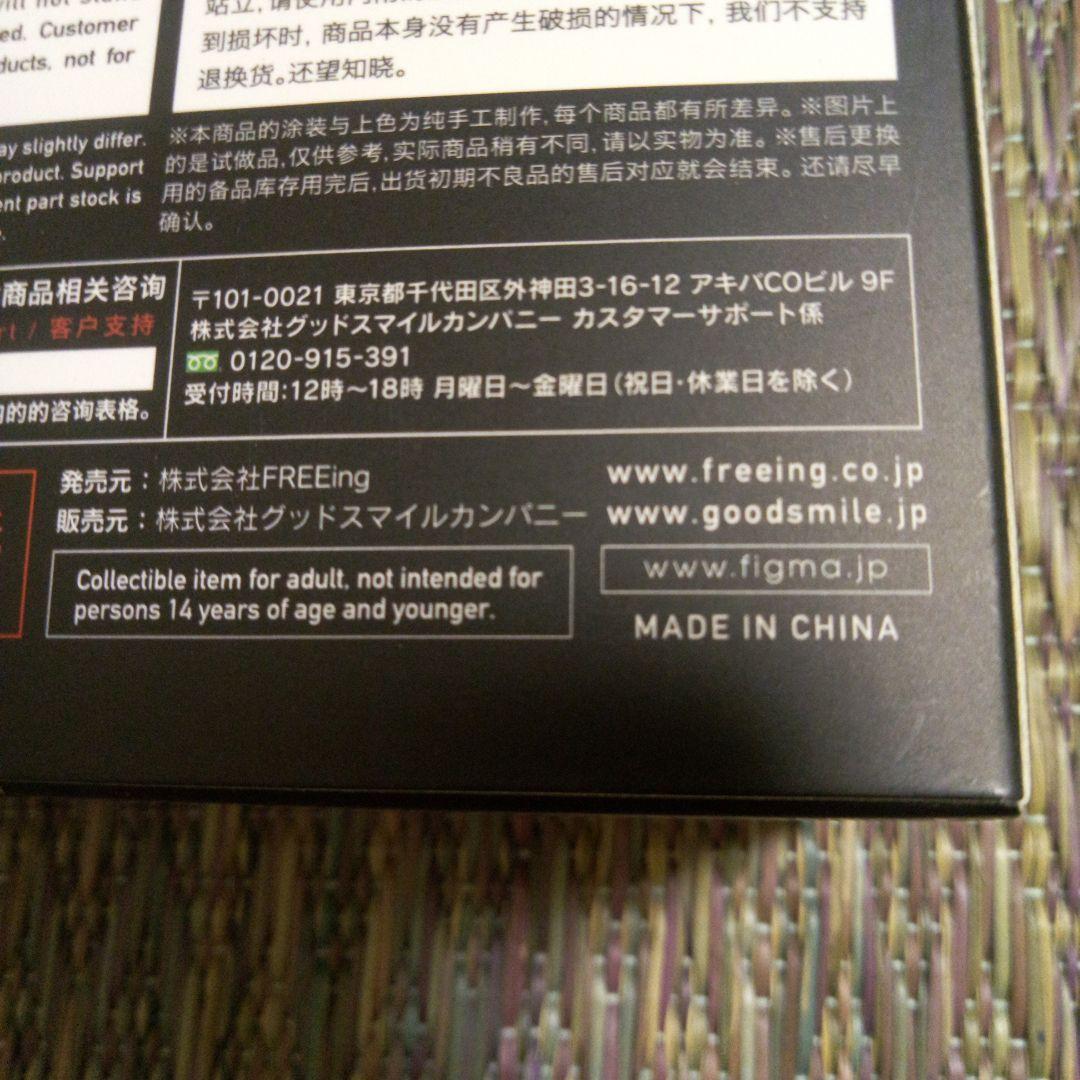 ed. Customer
ducts, not for
到损坏时, 商品本身没有产生破损的情况下, 我们不支持
退换货。还望知晓。
ay slightly differ.
product. Support
ent part stock is
※本商品的涂装与上色为纯手工制作,每个商品都有所差异。※图片上
的是试做品,仅供参考,实际商品稍有不同,请以实物为准。※售后更换
用的备品库存用完后,出货初期不良品的售后对应就会结束。还请尽早
确认。
商品相关咨询
rt / 客户支持
的的咨询表格。
〒101-0021 東京都千代田区外神田3-16-12 アキバCOビル 9F
株式会社グッドスマイルカンパニー カスタマーサポート係
0120-915-391
受付時間:12時～18時 月曜日～金曜日(祝日・休業日を除く)
発売元:株式会社FREEing
販売元:株式会社グッドスマイルカンパニー
www.freeing.co.jp
www.goodsmile.jp
www.figma.jp
Collectible item for adult, not intended for
persons 14 years of age and younger.
MADE IN CHINA